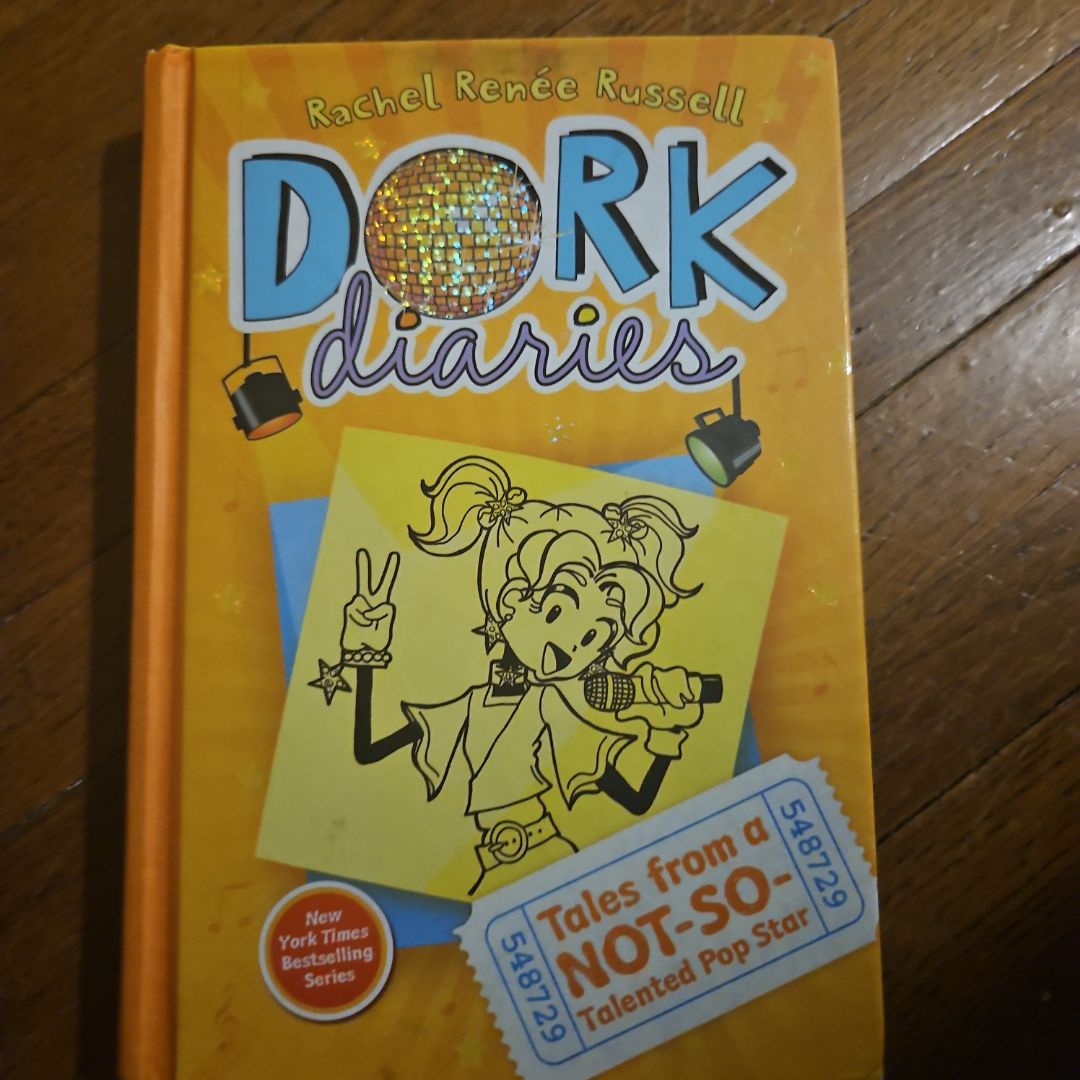 Rachel Renée Russell
DORK
diaries
Tales from a
NOT-SO-
Talented Pop Star
548729
548729
New
York Times
Bestselling
Series